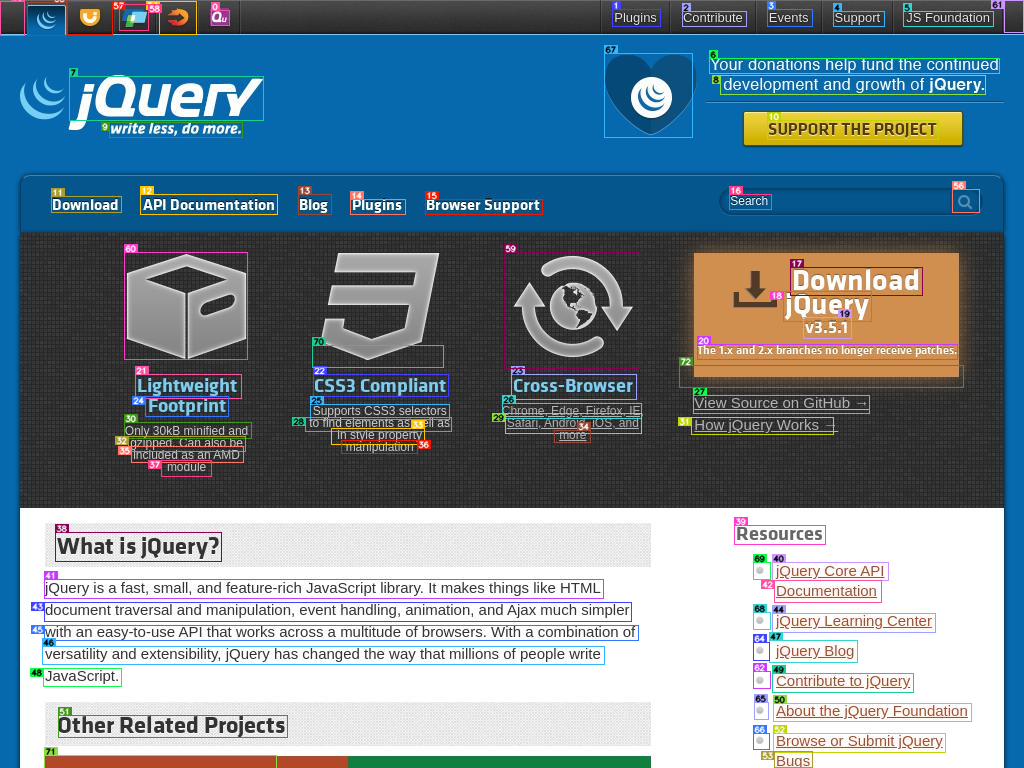 Plugins
Contribute
Events
Support
JS Foundation
Your donations help fund the continued
development and growth of jQuery.
jQuery
write less, do more.
SUPPORT THE PROJECT
Download
API Documentation
Blog
Plugins
Browser Support
Search
Download
jQuery
v3.5.1
The 1.x and 2.x branches no longer receive patches.
Lightweight
Footprint
Only 30kB minified and
gzipped. Can also be
included as an AMD
module
CSS3 Compliant
Supports CSS3 selectors
to find elements as well as
in style property
manipulation
Cross-Browser
Chrome, Edge, Firefox, IE,
Safari, Android, iOS, and
more
View Source on GitHub →
How jQuery Works →
What is jQuery?
jQuery is a fast, small, and feature-rich JavaScript library. It makes things like HTML
document traversal and manipulation, event handling, animation, and Ajax much simpler
with an easy-to-use API that works across a multitude of browsers. With a combination of
versatility and extensibility, jQuery has changed the way that millions of people write
JavaScript.
Other Related Projects
Resources
jQuery Core API
Documentation
jQuery Learning Center
jQuery Blog
Contribute to jQuery
About the jQuery Foundation
Browse or Submit jQuery
Bugs